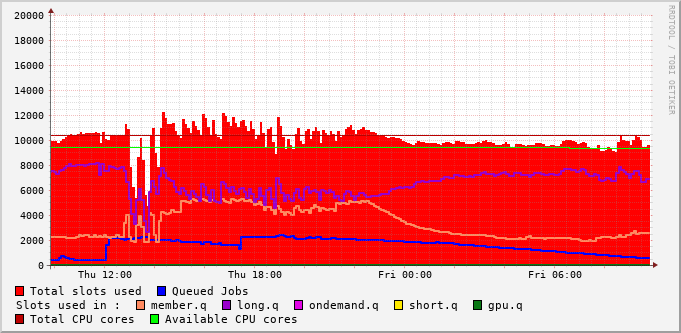 RRDTOOL / TOBI OETIKER
20000
18000
16000
14000
12000
10000
8000
6000
4000
2000
0
Thu 12:00 Thu 18:00 Fri 00:00 Fri 06:00
Total slots used Queued Jobs
Slots used in : member.q long.q ondemand.q short.q gpu.q
Total CPU cores Available CPU cores